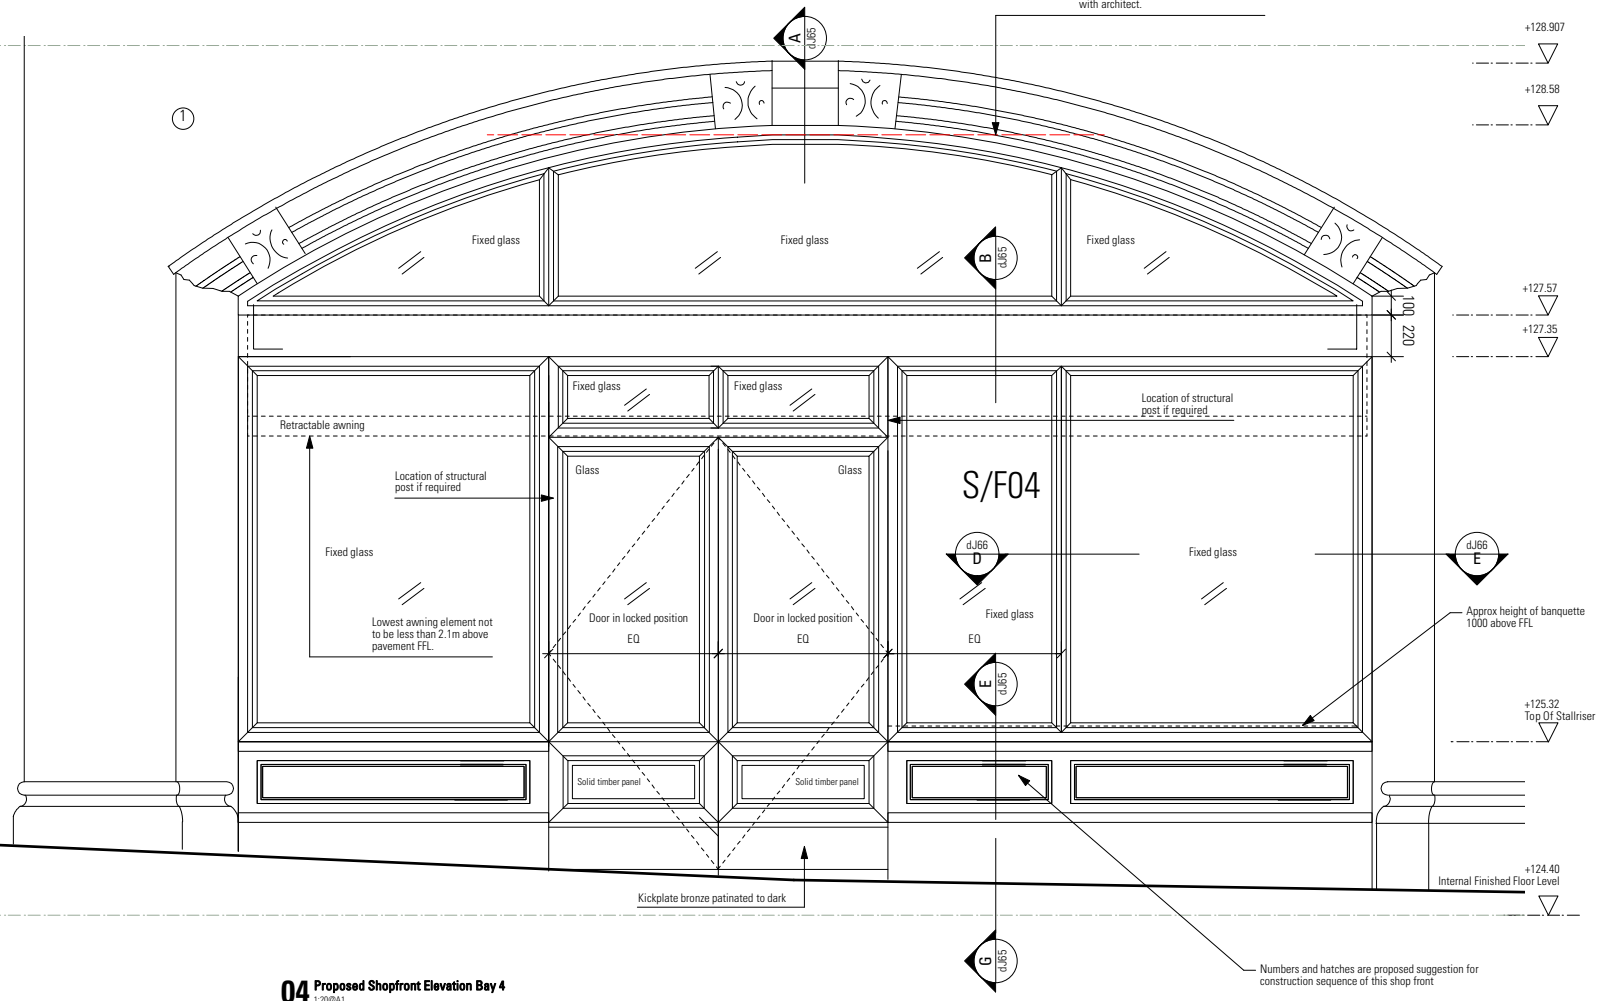 with architect.
+128.907
A
dJ65
+128.58
1
Fixed glass
Fixed glass
Fixed glass
B
dJ65
+127.57
100
220
+127.35
Fixed glass
Fixed glass
Location of structural
post if required
Retractable awning
Location of structural
post if required
Glass
Glass
S/F04
Fixed glass
dJ66
D
Fixed glass
dJ66
E
Lowest awning element not
to be less than 2.1m above
pavement FFL.
Door in locked position
Door in locked position
Fixed glass
Approx height of banquette
1000 above FFL
EQ
EQ
EQ
E
dJ65
+125.32
Top Of Stallriser
Solid timber panel
Solid timber panel
+124.40
Internal Finished Floor Level
Kickplate bronze patinated to dark
G
dJ65
Numbers and hatches are proposed suggestion for
construction sequence of this shop front
04 Proposed Shopfront Elevation Bay 4
1:20@A1